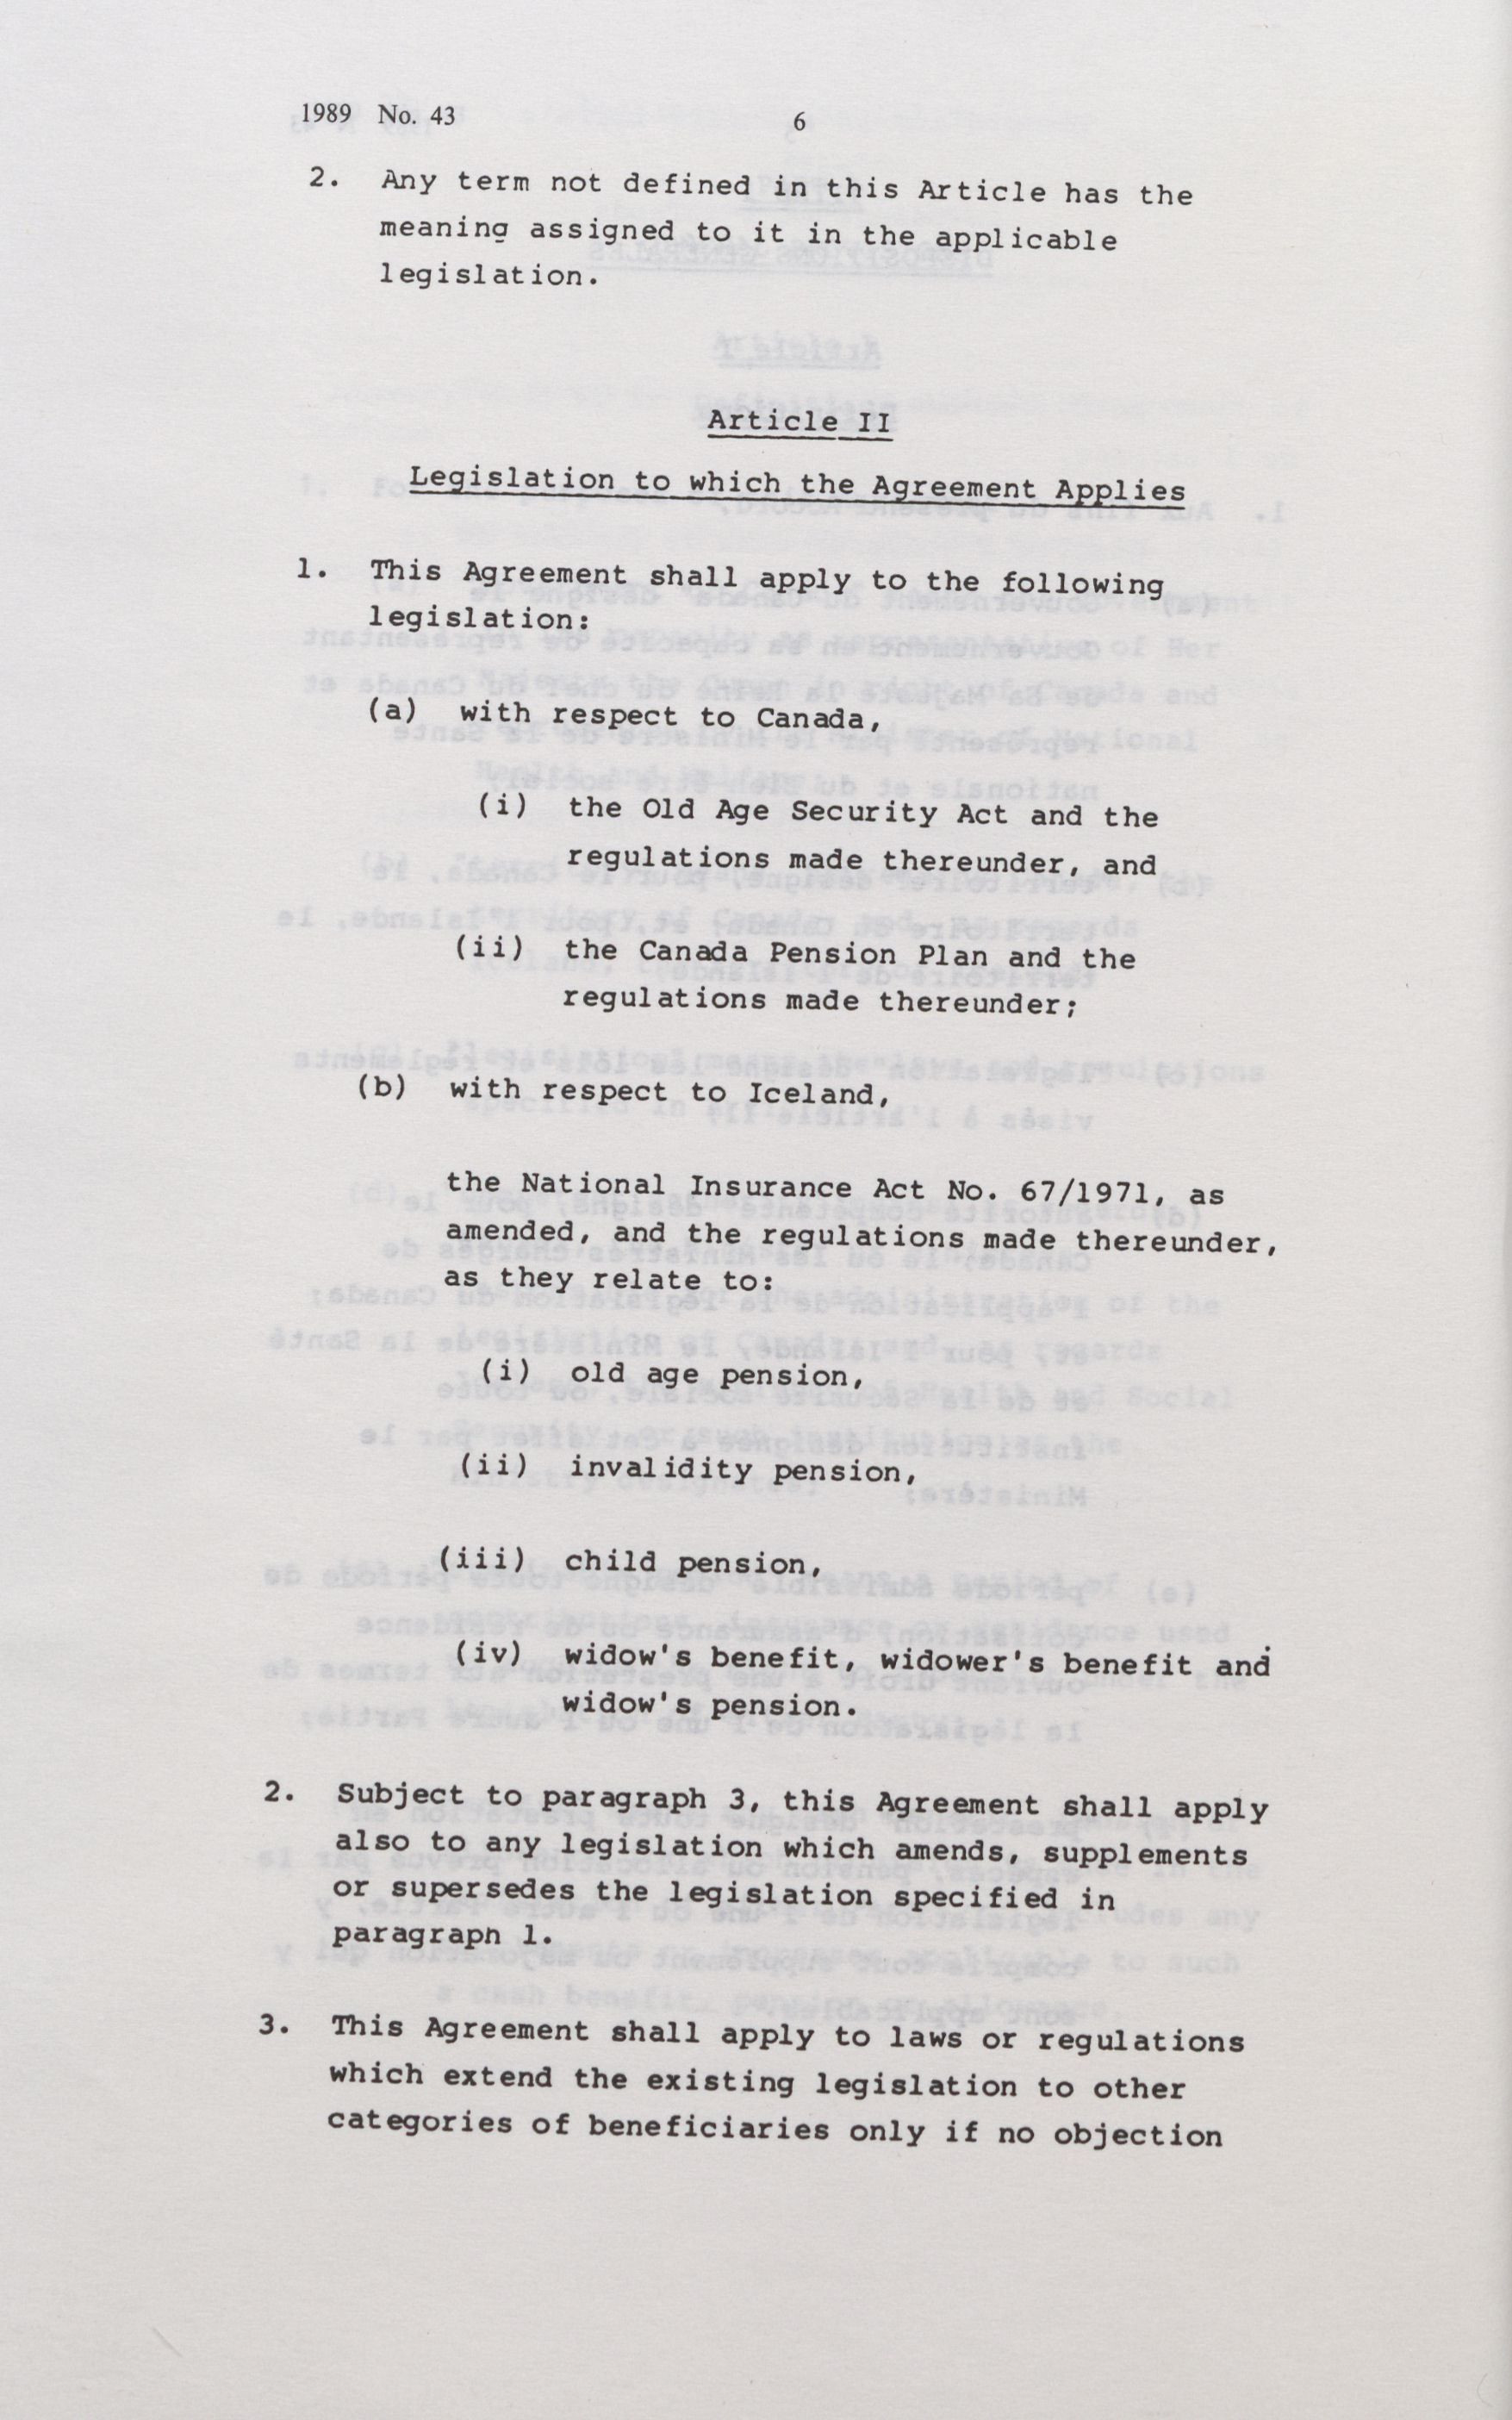 1989 No. 43
6
2. Any term not defined in this Article has the
meaning assigned to it in the applicable
legislation.
Article II
Legislation to which the Agreement Applies
1. This Agreement shall apply to the following
legislation:
(a) with respect to Canada,
(i) the Old Age Security Act and the
regulations made thereunder, and
(ii) the Canada Pension Plan and the
regulations made thereunder;
(b) with respect to Iceland,
the National Insurance Act No. 67/1971, as
amended, and the regulations made thereunder,
as they relate to:
(i) old age pension,
(ii) invalidity pension,
(iii) child pension,
(iv) widow's benefit, widower's benefit and
widow's pension.
2. Subject to paragraph 3, this Agreement shall apply
also to any legislation which amends, supplements
or supersedes the legislation specified in
paragraph 1.
3. This Agreement shall apply to laws or regulations
which extend the existing legislation to other
categories of beneficiaries only if no objection